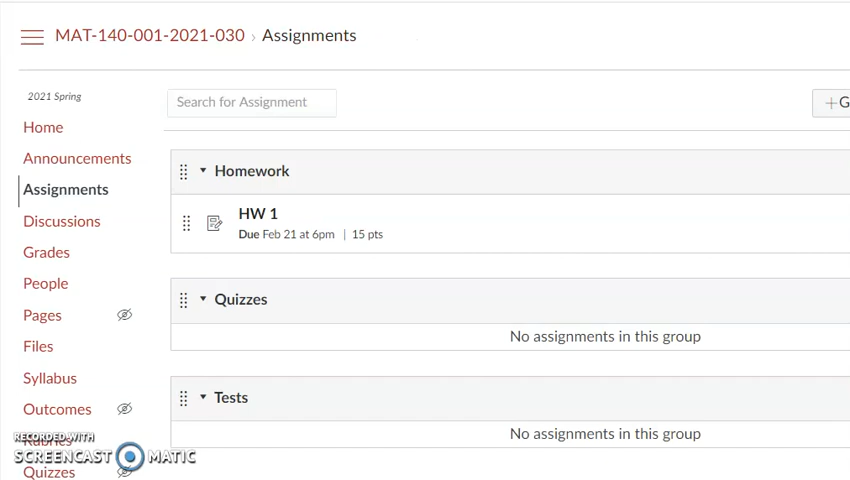 MAT-140-001-2021-030 › Assignments
2021 Spring
Search for Assignment
+G
Home
Announcements
Assignments
Discussions
Grades
People
Pages
Files
Syllabus
Outcomes
Rubrics
Quizzes
Homework
HW 1
Due Feb 21 at 6pm | 15 pts
Quizzes
No assignments in this group
Tests
No assignments in this group
RECORDED WITH
SCREENCAST MATIC